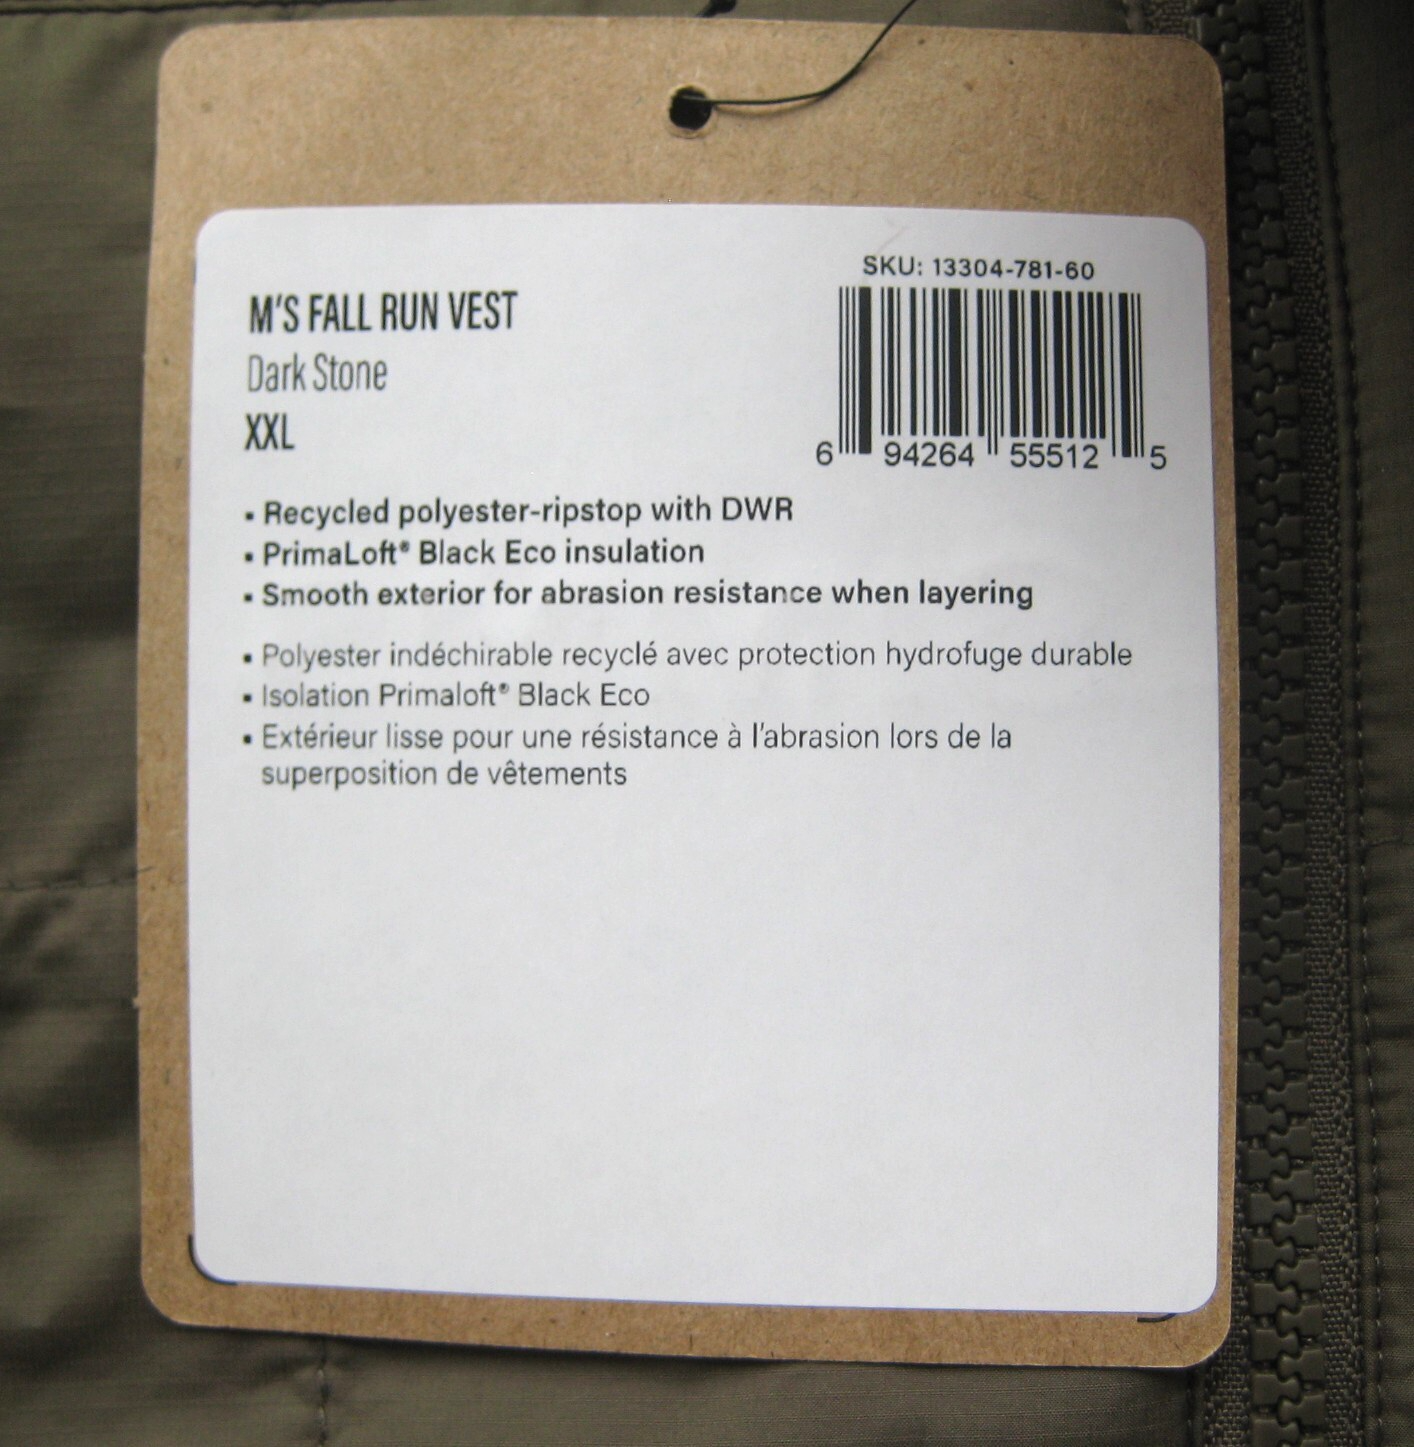 SKU: 13304-781-60
M'S FALL RUN VEST
Dark Stone
XXL
6 94264 55512 5
▪ Recycled polyester-ripstop with DWR
▪ PrimaLoft® Black Eco insulation
▪ Smooth exterior for abrasion resistance when layering
▪ Polyester indéchirable recyclé avec protection hydrofuge durable
▪ Isolation Primaloft® Black Eco
▪ Extérieur lisse pour une résistance à l'abrasion lors de la
superposition de vêtements